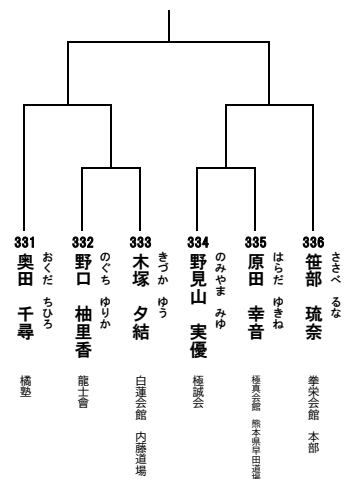 331
奥田 千尋
おくだ ちひろ
橘塾
332
野口 柚里香
のぐち ゆりか
龍士會
333
木塚 夕結
きづか ゆう
白蓮会館 内藤道場
334
野見山 実優
のみやま みゆ
極誠会
335
原田 幸音
はらだ ゆきね
極真会館 熊本県早田道場
336
笹部 琉奈
ささべ るな
拳栄会館 本部